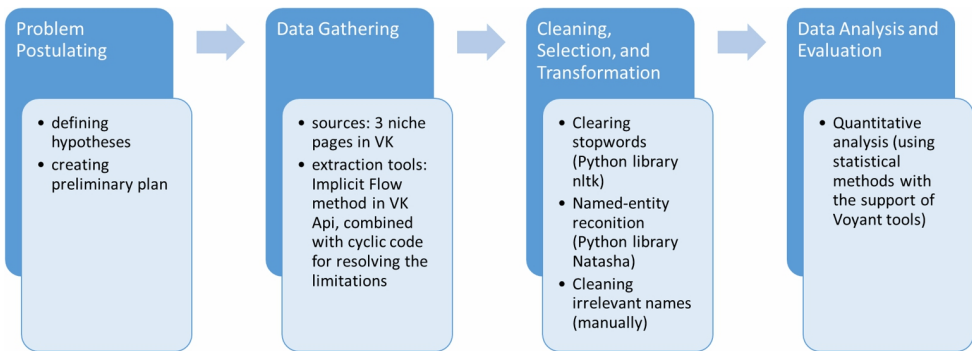 Problem
Postulating
• defining
hypotheses
• creating
preliminary plan
Data Gathering
• sources: 3 niche
pages in VK
• extraction tools:
Implicit Flow
method in VK
Api, combined
with cyclic code
for resolving the
limitations
Cleaning,
Selection, and
Transformation
• Clearing
stopwords
(Python library
nltk)
• Named-entity
reconition
(Python library
Natasha)
• Cleaning
irrelevant names
(manually)
Data Analysis and
Evaluation
• Quantitative
analysis (using
statistical
methods with
the support of
Voyant tools)